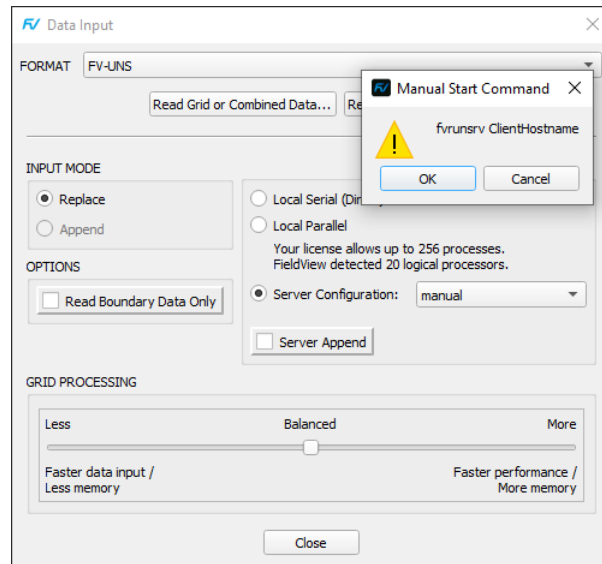 FV Data Input
FORMAT FV-UNS
Manual Start Command
fvrunsrv ClientHostname
OK Cancel
Read Grid or Combined Data...
INPUT MODE
Replace
Append
Local Serial
Local Parallel
Your license allows up to 256 processes.
FieldView detected 20 logical processors.
OPTIONS
Read Boundary Data Only
Server Configuration: manual
Server Append
GRID PROCESSING
Less Balanced More
Faster data input /
Less memory
Faster performance /
More memory
Close